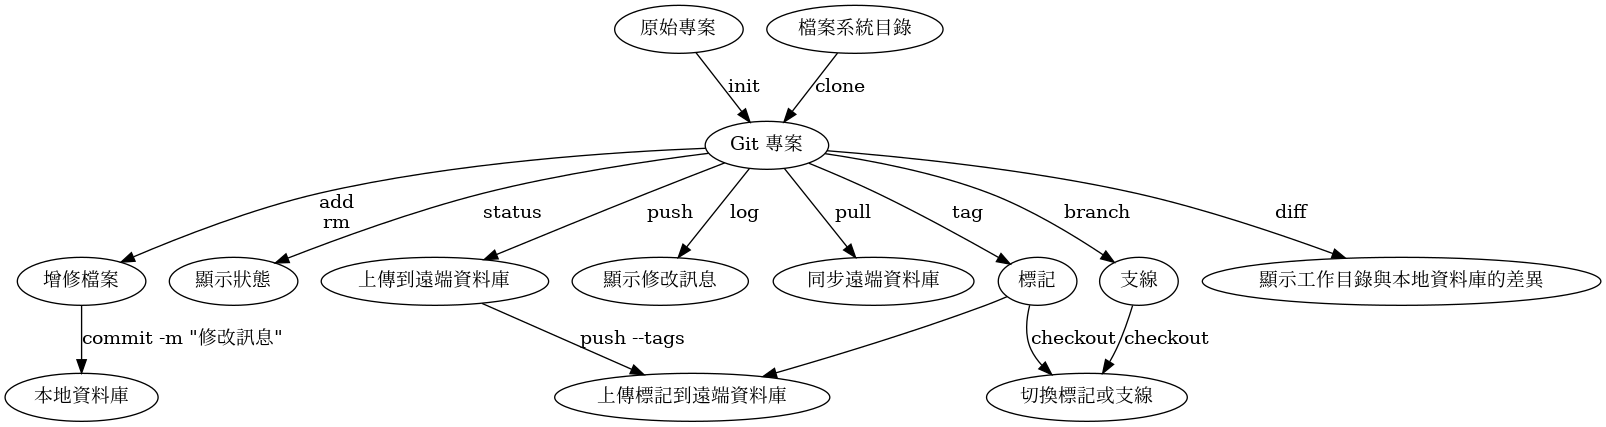 原始專案
檔案系統目錄
init
clone
Git 專案
add
rm
status
push
log
pull
tag
branch
diff
增修檔案
顯示狀態
上傳到遠端資料庫
顯示修改訊息
同步遠端資料庫
標記
支線
顯示工作目錄與本地資料庫的差異
commit -m "修改訊息"
push --tags
checkout
checkout
本地資料庫
上傳標記到遠端資料庫
切換標記或支線